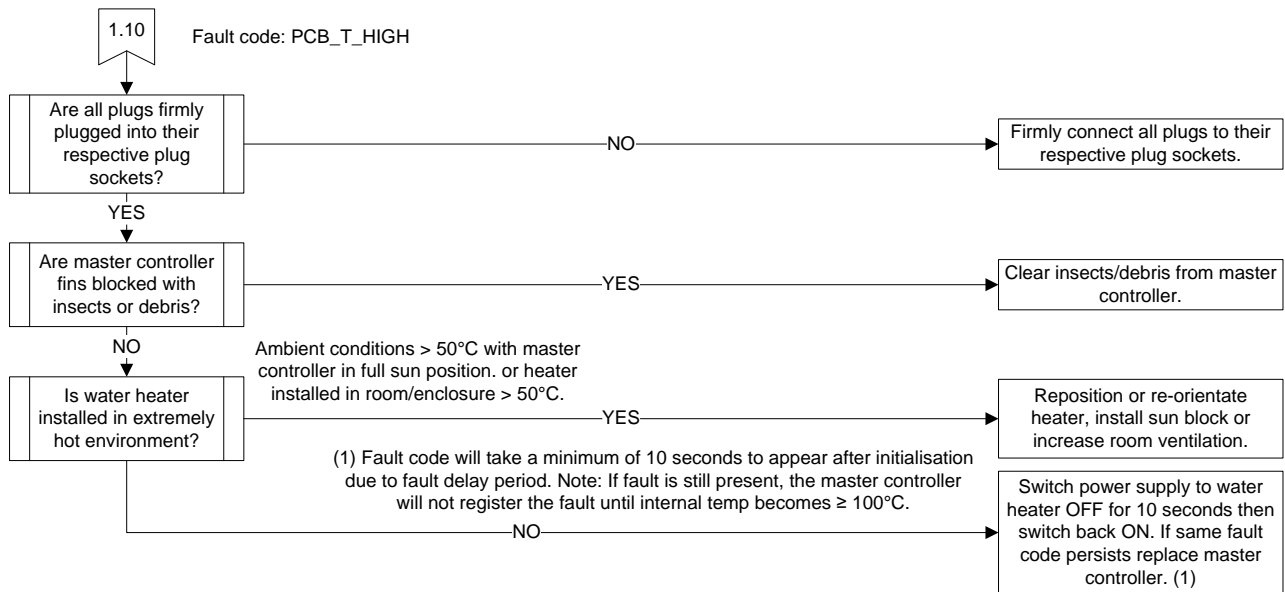 1.10
Fault code: PCB_T_HIGH
Are all plugs firmly
plugged into their
respective plug
sockets?
NO
Firmly connect all plugs to their
respective plug sockets.
YES
Are master controller
fins blocked with
insects or debris?
YES
Clear insects/debris from master
controller.
NO
Ambient conditions > 50°C with master
controller in full sun position. or heater
installed in room/enclosure > 50°C.
Is water heater
installed in extremely
hot environment?
YES
Reposition or re-orientate
heater, install sun block or
increase room ventilation.
(1) Fault code will take a minimum of 10 seconds to appear after initialisation
due to fault delay period. Note: If fault is still present, the master controller
will not register the fault until internal temp becomes ≥ 100°C.
NO
Switch power supply to water
heater OFF for 10 seconds then
switch back ON. If same fault
code persists replace master
controller. (1)